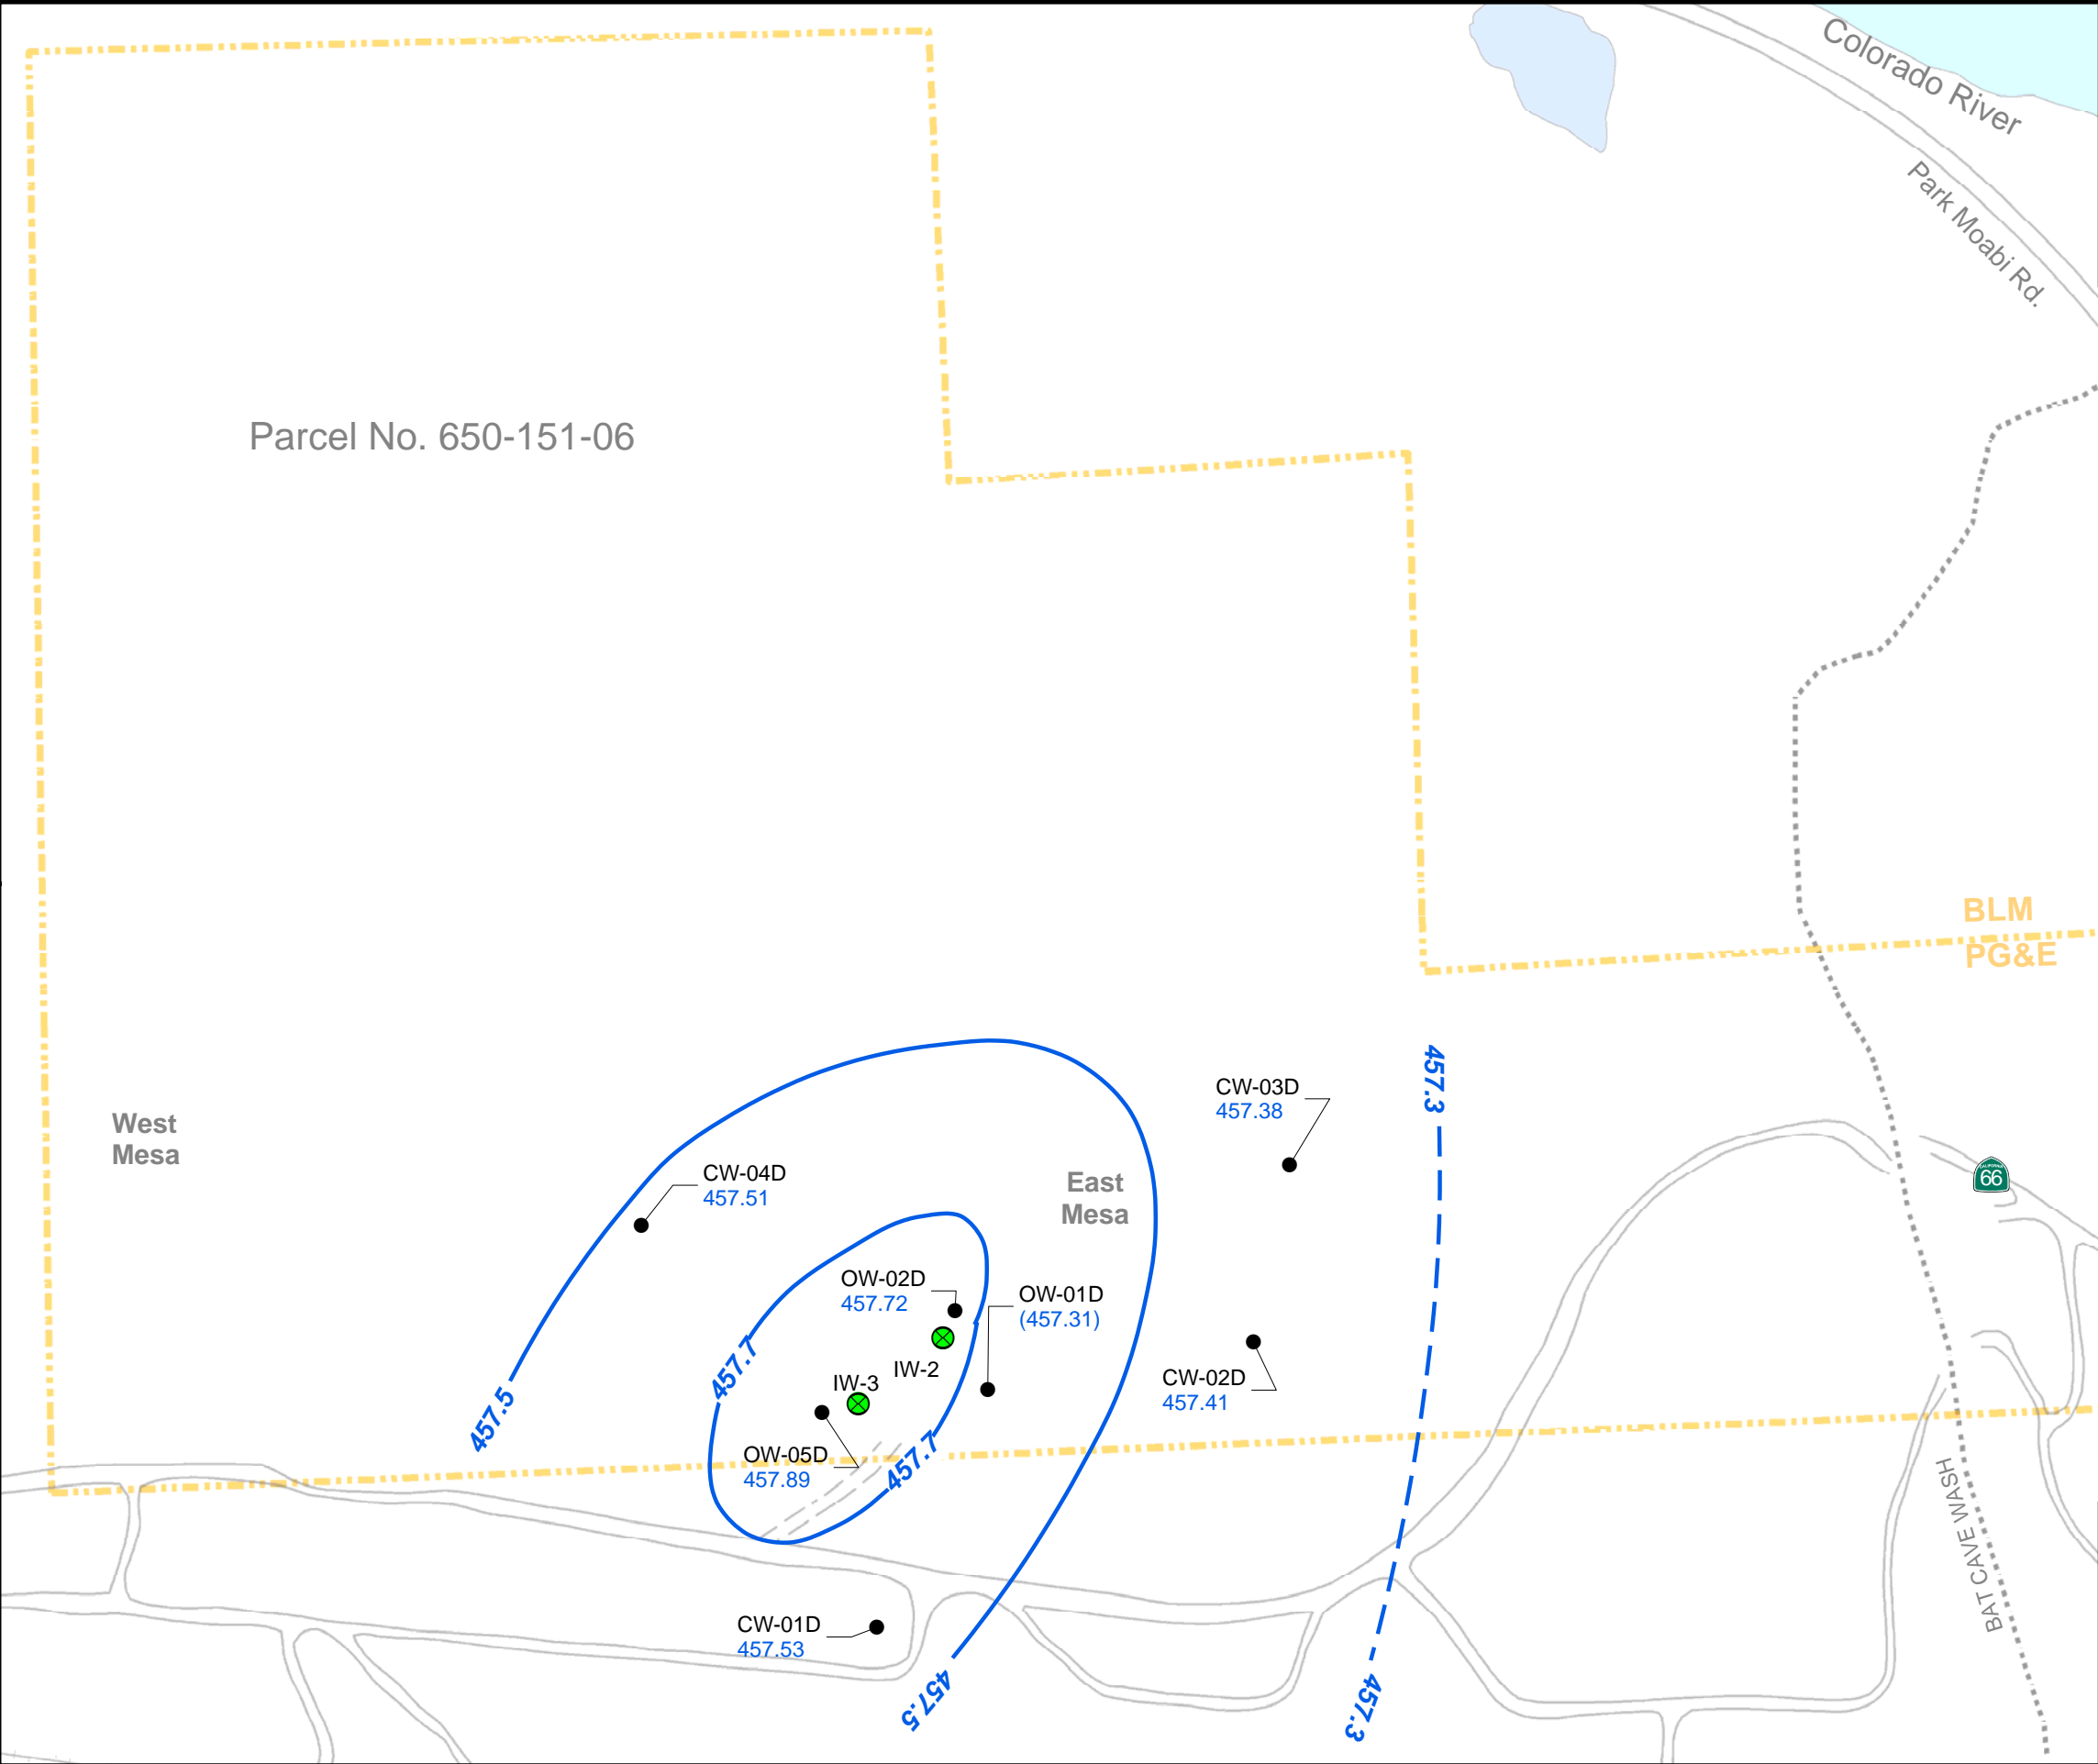 Colorado River
Park Moabi Rd.
Parcel No. 650-151-06
BLM
PG&E
457.3
CW-03D
457.38
West
Mesa
CW-04D
457.51
East
Mesa
CALIFORNIA
66
OW-02D
457.72
OW-01D
(457.31)
457.7
IW-2
IW-3
CW-02D
457.41
457.5
OW-05D
457.89
457.7
BAT CAVE WASH
CW-01D
457.53
457.5
457.3